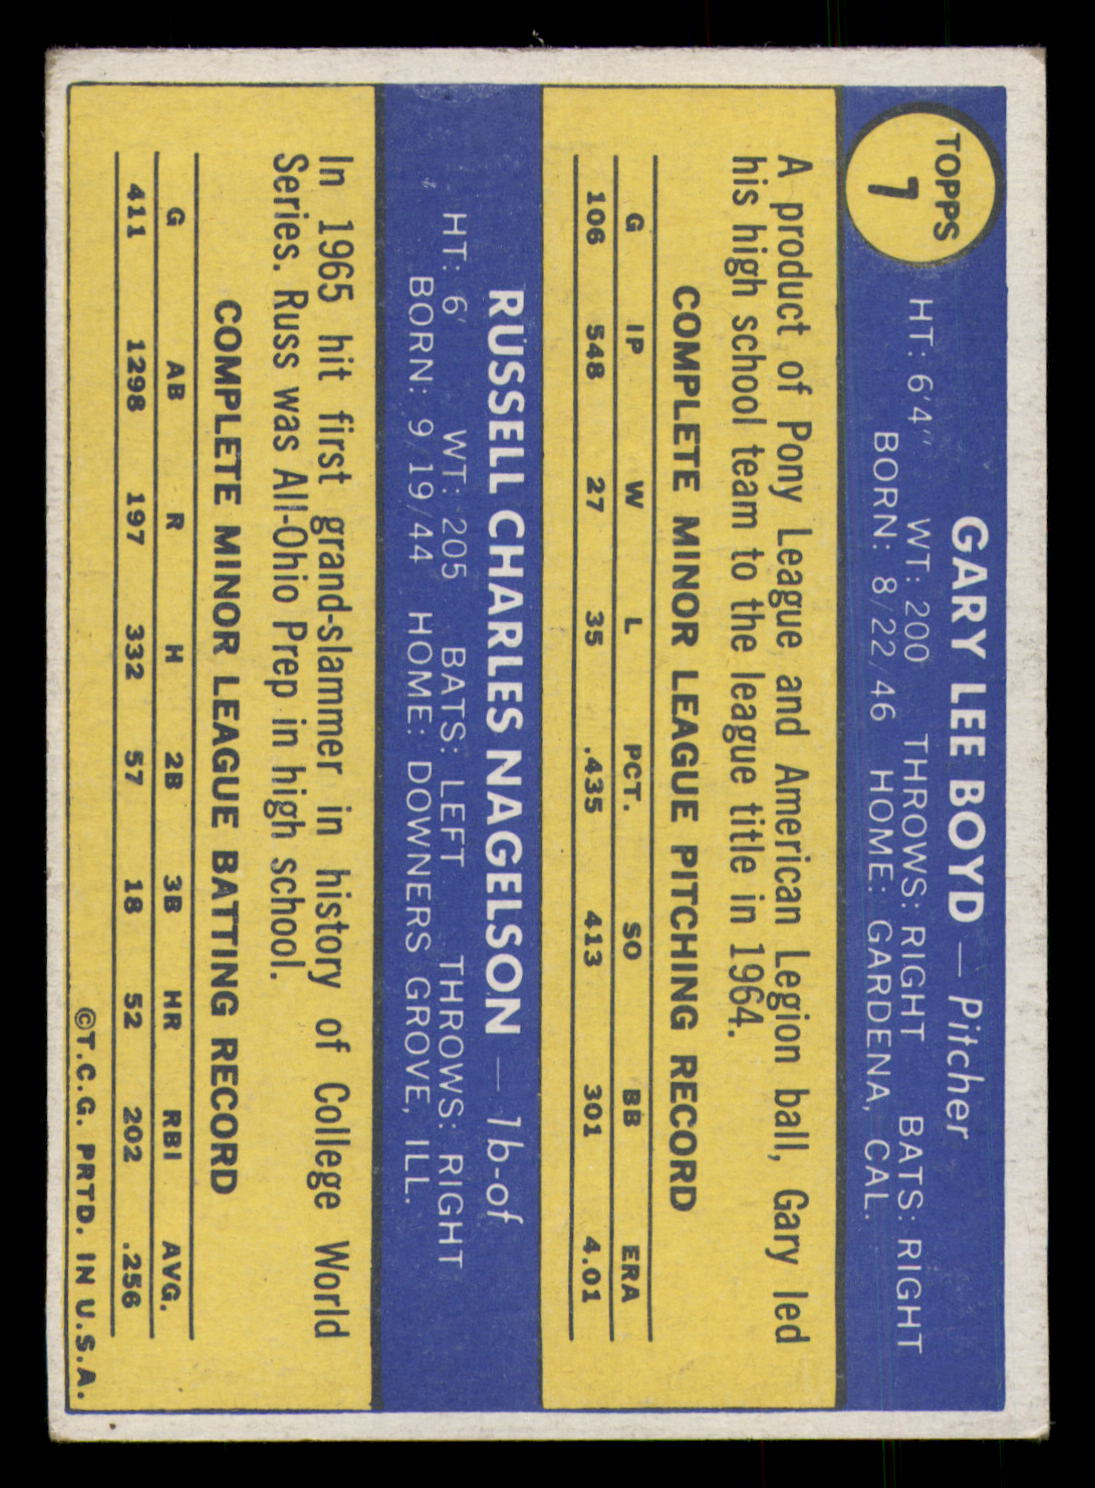 TOPPS
7
GARY LEE BOYD — Pitcher
HT: 6'4" WT: 200 THROWS: RIGHT BATS: RIGHT
BORN: 8/22/46 HOME: GARDENA, CAL.
A product of Pony League and American Legion ball, Gary led
his high school team to the league title in 1964.
COMPLETE MINOR LEAGUE PITCHING RECORD
G IP W L PCT. SO BB ERA
106 548 27 35 .435 413 301 4.01
RUSSELL CHARLES NAGELSON — 1b-of
HT: 6' WT: 205 BATS: LEFT THROWS: RIGHT
BORN: 9/19/44 HOME: DOWNERS GROVE, ILL.
In 1965 hit first grand-slammer in history of College World
Series. Russ was All-Ohio Prep in high school.
COMPLETE MINOR LEAGUE BATTING RECORD
G AB R H 2B 3B HR RBI AVG.
411 1298 197 332 57 18 52 202 .256
©T.C.G. PRTD. IN U.S.A.